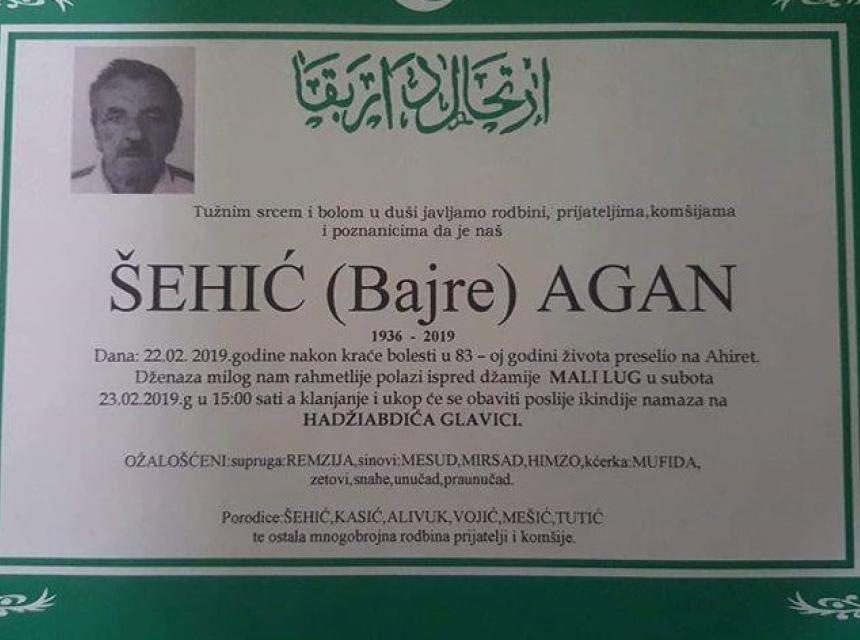 ارتحال دار بقا
Tužnim srcem i bolom u duši javljamo rodbini, prijateljima,komšijama
i poznanicima da je naš
ŠEHIĆ (Bajre) AGAN
1936 - 2019
Dana: 22.02. 2019.godine nakon kraće bolesti u 83 – oj godini života preselio na Ahiret.
Dženaza milog nam rahmetlije polazi ispred džamije MALI LUG u subota
23.02.2019.g u 15:00 sati a klanjanje i ukop će se obaviti poslije ikindije namaza na
HADŽIABDIĆA GLAVICI.
OŽALOŠĆENI:supruga:REMZIJA,sinovi:MESUD,MIRSAD,HIMZO,kćerka:MUFIDA,
zetovi,snahe,unučad,praunučad.
Porodice:ŠEHIĆ,KASIĆ,ALIVUK,VOJIĆ,MEŠIĆ,TUTIĆ
te ostala mnogobrojna rodbina prijatelji i komšije.